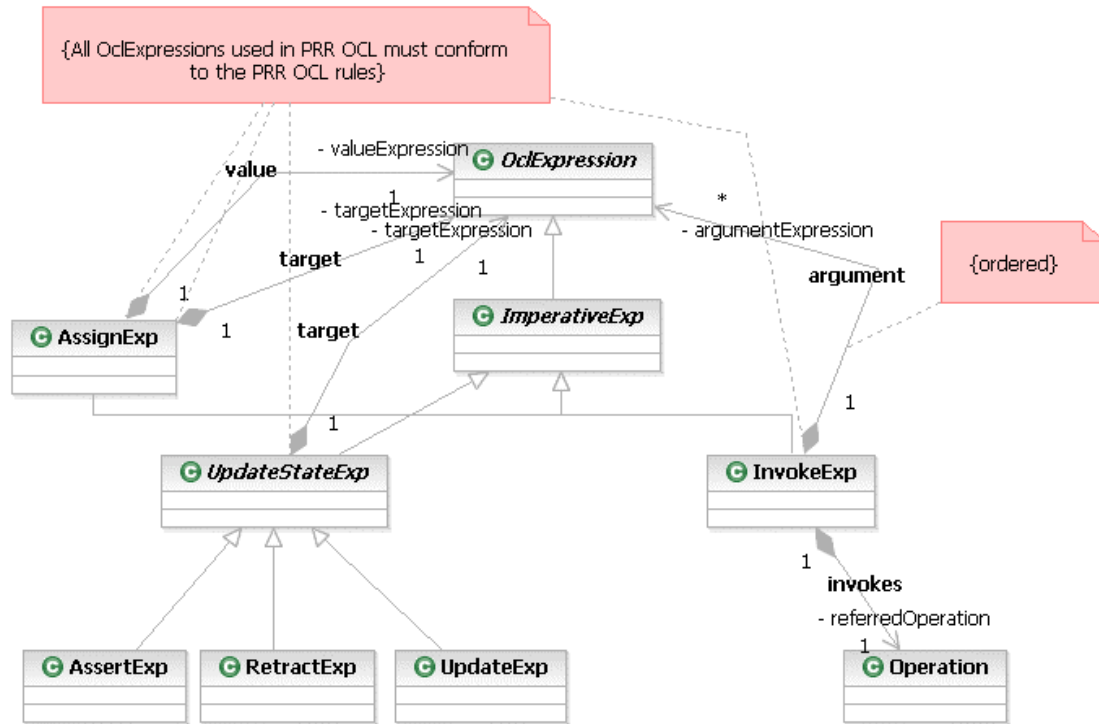 {All OclExpressions used in PRR OCL must conform
to the PRR OCL rules}
- valueExpression
C OclExpression
value
1
*
- targetExpression
- targetExpression
- argumentExpression
{ordered}
target
1
1
argument
1
C ImperativeExp
1
target
C AssignExp
1
1
C UpdateStateExp
C InvokeExp
1
invokes
- referredOperation
1
C AssertExp
C RetractExp
C UpdateExp
C Operation